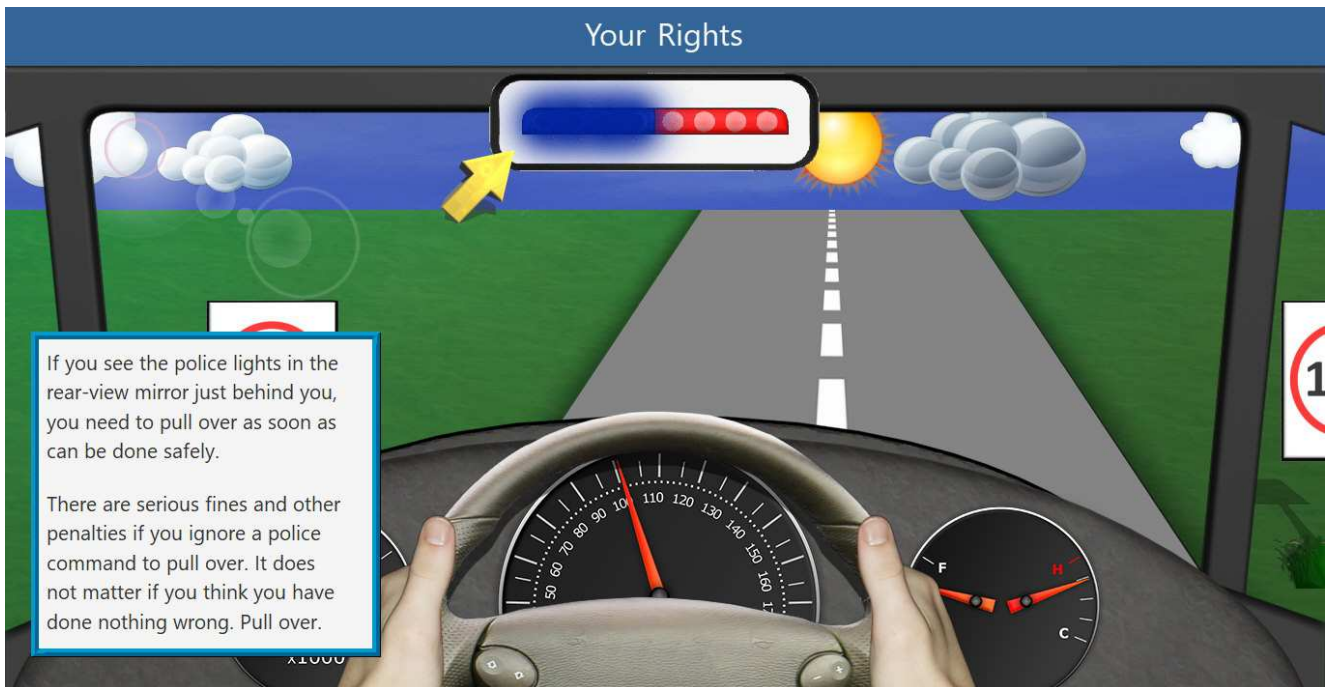 Your Rights
If you see the police lights in the
rear-view mirror just behind you,
you need to pull over as soon as
can be done safely.
There are serious fines and other
penalties if you ignore a police
command to pull over. It does
not matter if you think you have
done nothing wrong. Pull over.
50 60 70 80 90 100 110 120 130 140 150 160
F
H
C
x1000